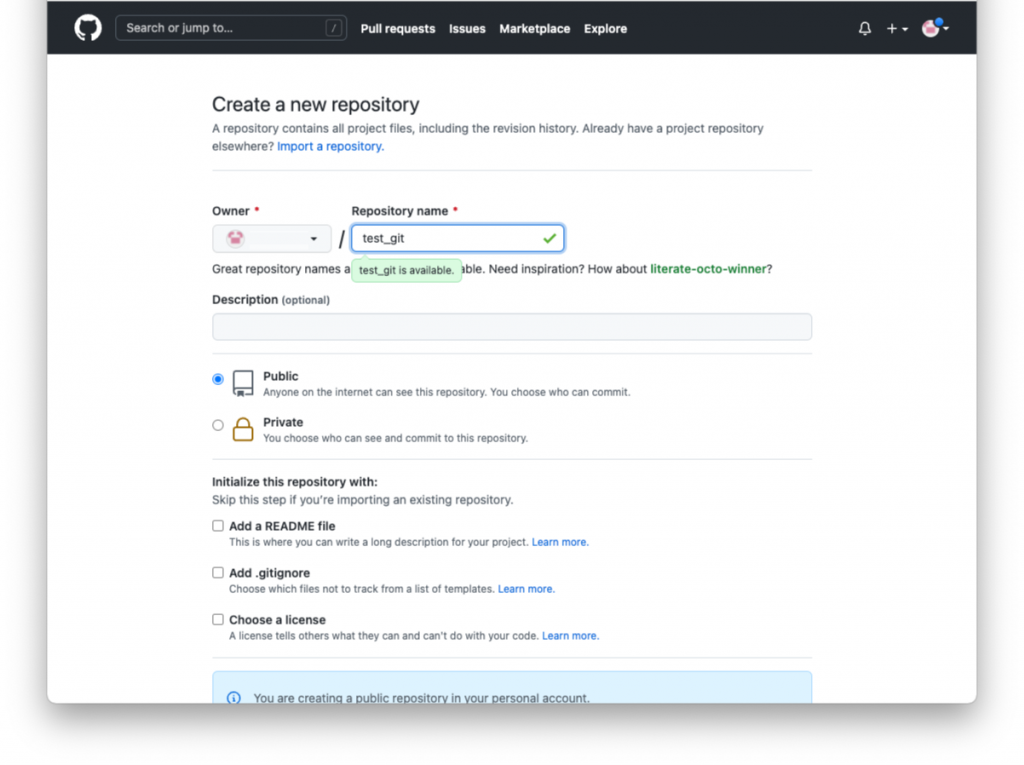 Search or jump to... / Pull requests Issues Marketplace Explore
Create a new repository
A repository contains all project files, including the revision history. Already have a project repository
elsewhere? Import a repository.
Owner * Repository name *
/ test_git
Great repository names a test_git is available. able. Need inspiration? How about literate-octo-winner?
Description (optional)
Public
Anyone on the internet can see this repository. You choose who can commit.
Private
You choose who can see and commit to this repository.
Initialize this repository with:
Skip this step if you're importing an existing repository.
Add a README file
This is where you can write a long description for your project. Learn more.
Add .gitignore
Choose which files not to track from a list of templates. Learn more.
Choose a license
A license tells others what they can and can't do with your code. Learn more.
You are creating a public repository in your personal account.